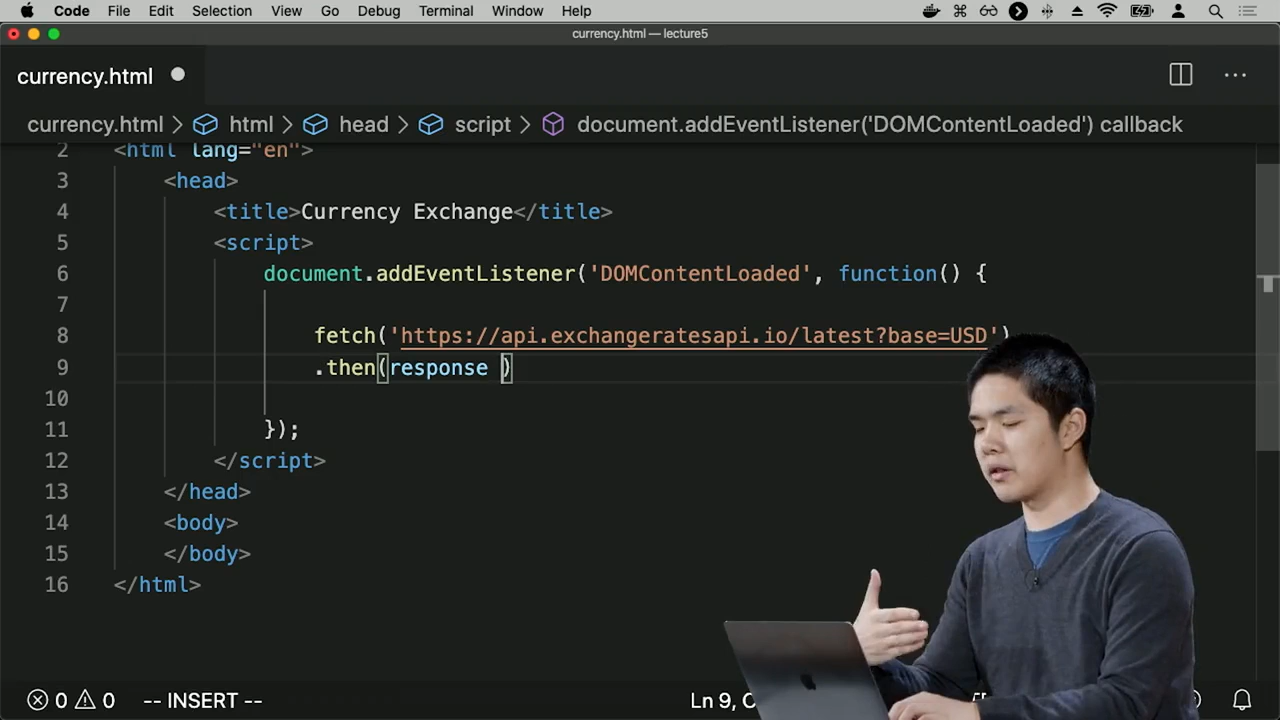 Code File Edit Selection View Go Debug Terminal Window Help
currency.html — lecture5
currency.html
currency.html > html > head > script > document.addEventListener('DOMContentLoaded') callback
2 <html lang="en">
3 <head>
4 <title>Currency Exchange</title>
5 <script>
6 document.addEventListener('DOMContentLoaded', function() {
7
8 fetch('https://api.exchangeratesapi.io/latest?base=USD')
9 .then(response )
10
11 });
12 </script>
13 </head>
14 <body>
15 </body>
16 </html>
0 0 -- INSERT -- Ln 9,